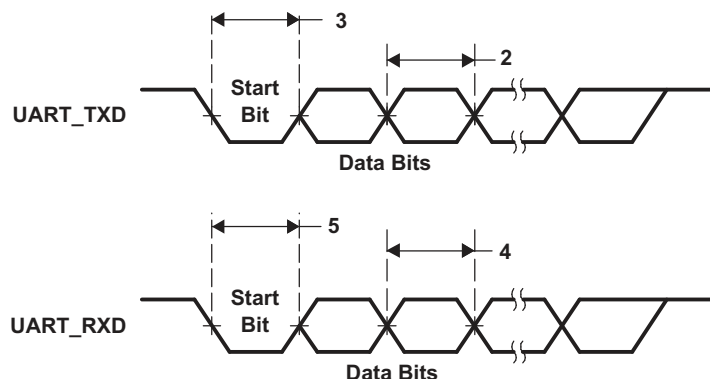 3
2
Start
Bit
UART_TXD
Data Bits
5
4
Start
Bit
UART_RXD
Data Bits